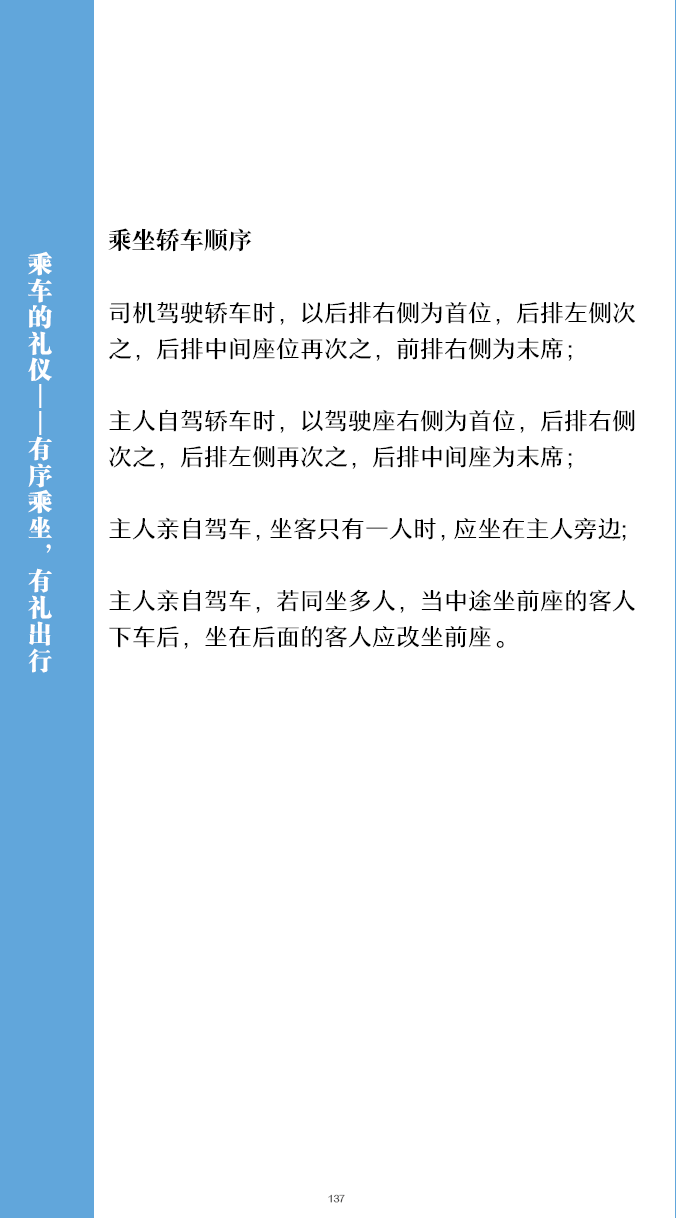 乘车的礼仪——有序乘坐，有礼出行
乘坐轿车顺序
司机驾驶轿车时，以后排右侧为首位，后排左侧次
之，后排中间座位再次之，前排右侧为末席；
主人自驾轿车时，以驾驶座右侧为首位，后排右侧
次之，后排左侧再次之，后排中间座为末席；
主人亲自驾车，坐客只有一人时，应坐在主人旁边；
主人亲自驾车，若同坐多人，当中途坐前座的客人
下车后，坐在后面的客人应改坐前座。
137